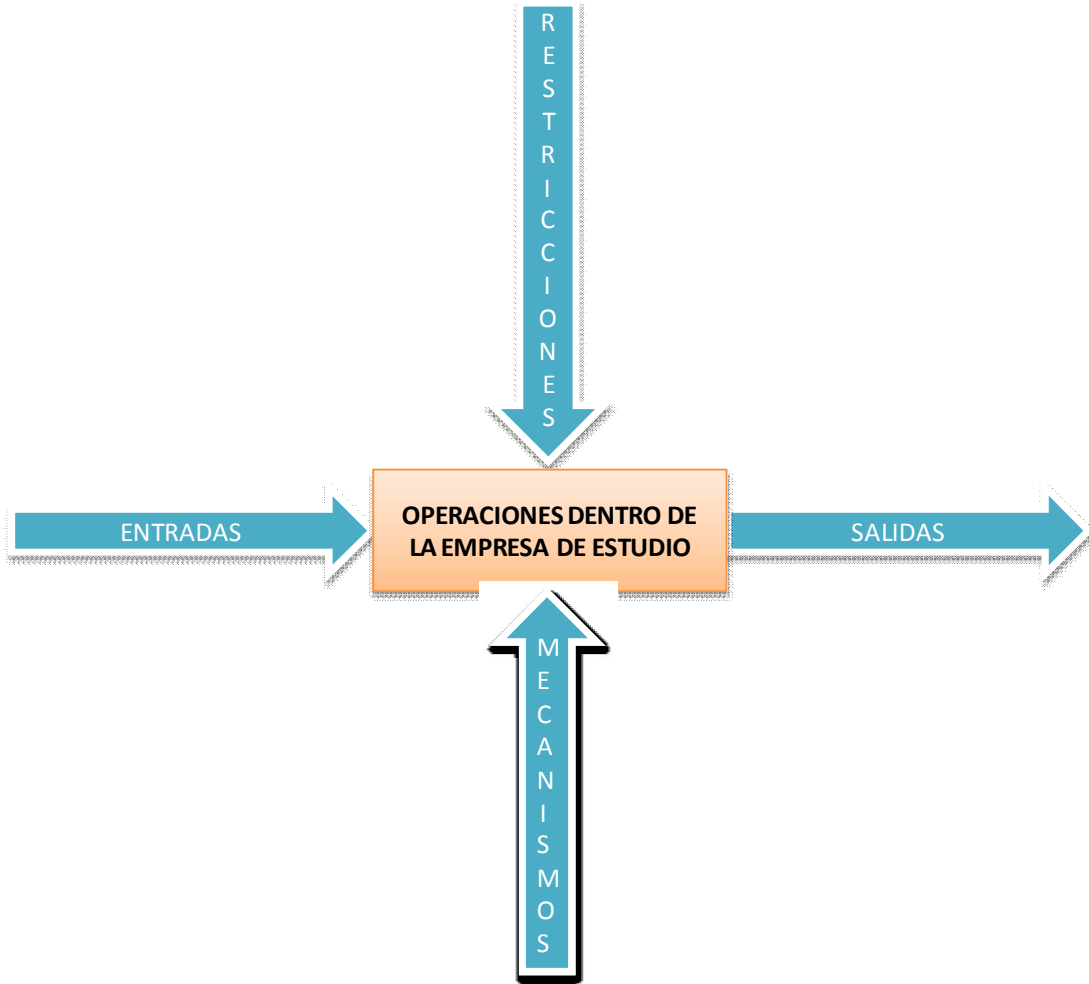 RESTRICCIONES
ENTRADAS
OPERACIONES DENTRO DE
LA EMPRESA DE ESTUDIO
SALIDAS
MECANISMOS